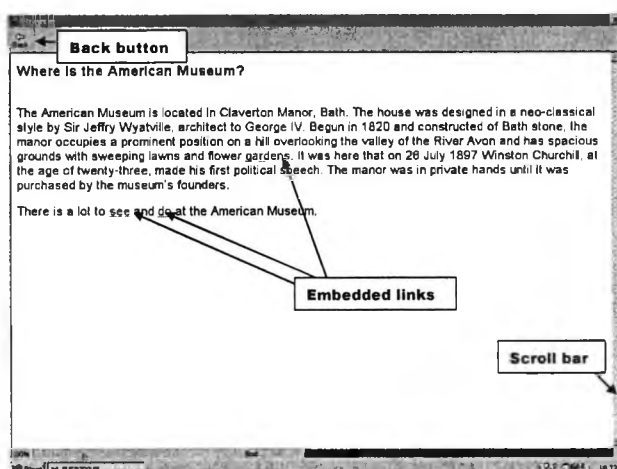 Back
Back button
Where is the American Museum?
The American Museum is located in Claverton Manor, Bath. The house was designed in a neo-classical
style by Sir Jeffry Wyatville, architect to George IV. Begun in 1820 and constructed of Bath stone, the
manor occupies a prominent position on a hill overlooking the valley of the River Avon and has spacious
grounds with sweeping lawns and flower gardens. It was here that on 26 July 1897 Winston Churchill, at
the age of twenty-three, made his first political speech. The manor was in private hands until it was
purchased by the museum's founders.
There is a lot to see and do at the American Museum.
Embedded links
Scroll bar
100%